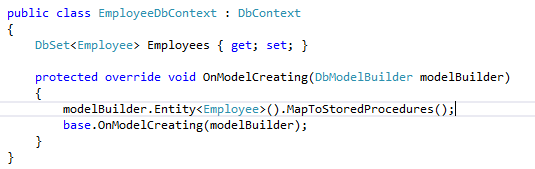 public class EmployeeDbContext : DbContext
{
    DbSet<Employee> Employees { get; set; }
    protected override void OnModelCreating(DbModelBuilder modelBuilder)
    {
        modelBuilder.Entity<Employee>().MapToStoredProcedures();
        base.OnModelCreating(modelBuilder);
    }
}